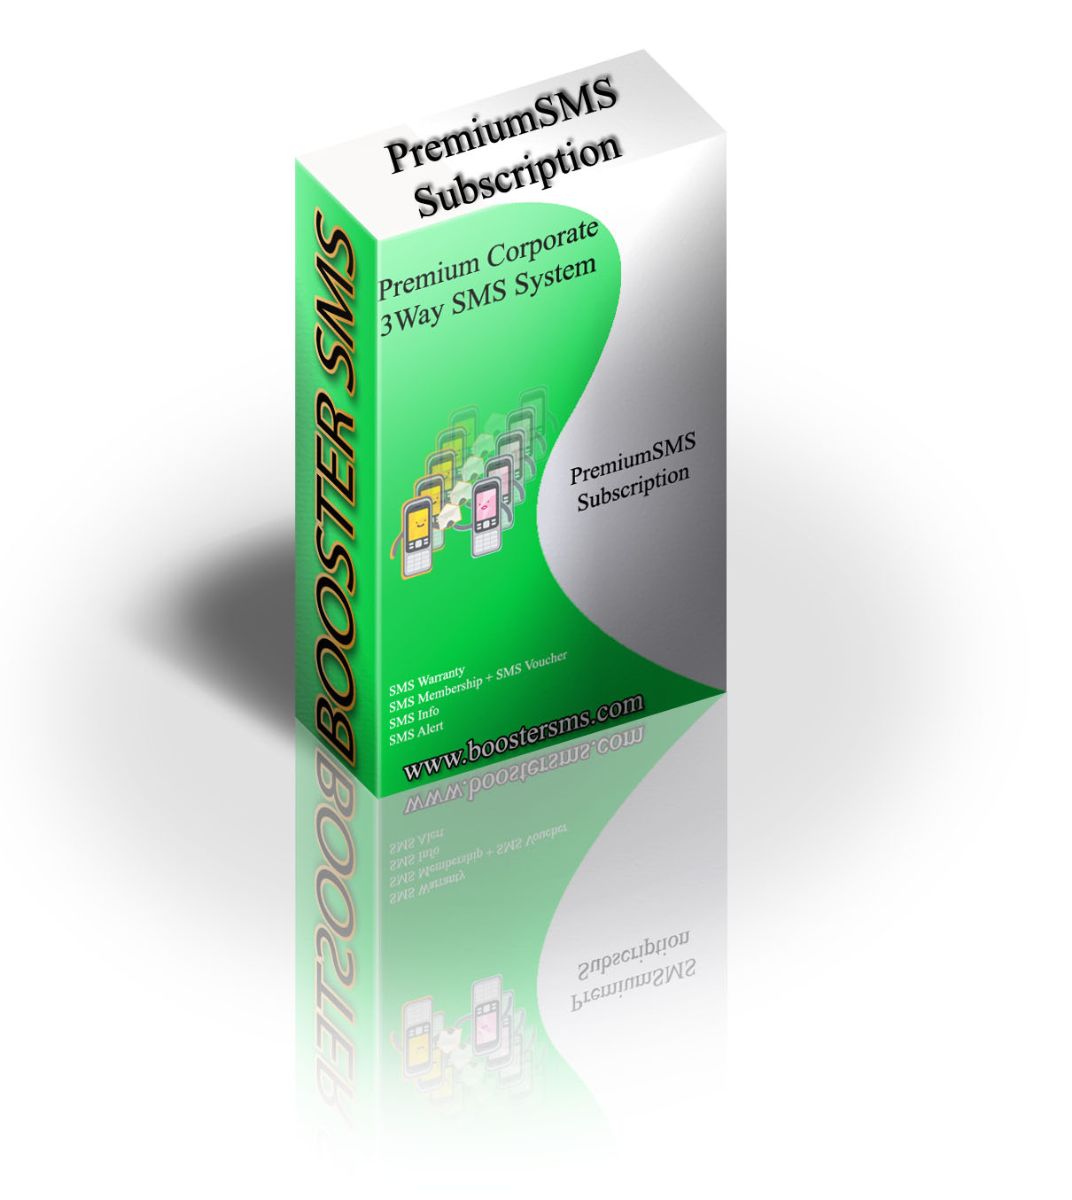 PremiumSMS
Subscription
BOOSTER SMS
Premium Corporate
3Way SMS System
PremiumSMS
Subscription
SMS Warranty
SMS Membership + SMS Voucher
SMS Info
SMS Alert
www.boostersms.com